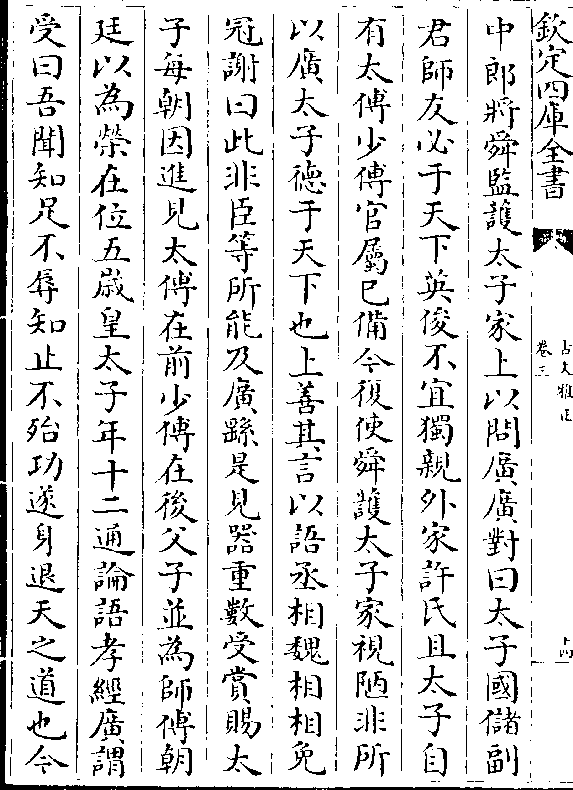 欽定四庫全書
古文雅正
卷三
十四
中郎將舜監護太子家上以問廣廣對曰太子國儲副
君師友必于天下英俊不宜獨親外家許氏且太子自
有太傅少傅官屬已備今復使舜護太子家視陋非所
以廣太子德于天下也上善其言以語丞相魏相相免
冠謝曰此非臣等所能及廣繇是見器重數受賞賜太
子每朝因進見太傅在前少傅在後父子並為師傅朝
廷以為榮在位五歲皇太子年十二通論語孝經廣謂
受曰吾聞知足不辱知止不殆功遂身退天之道也今